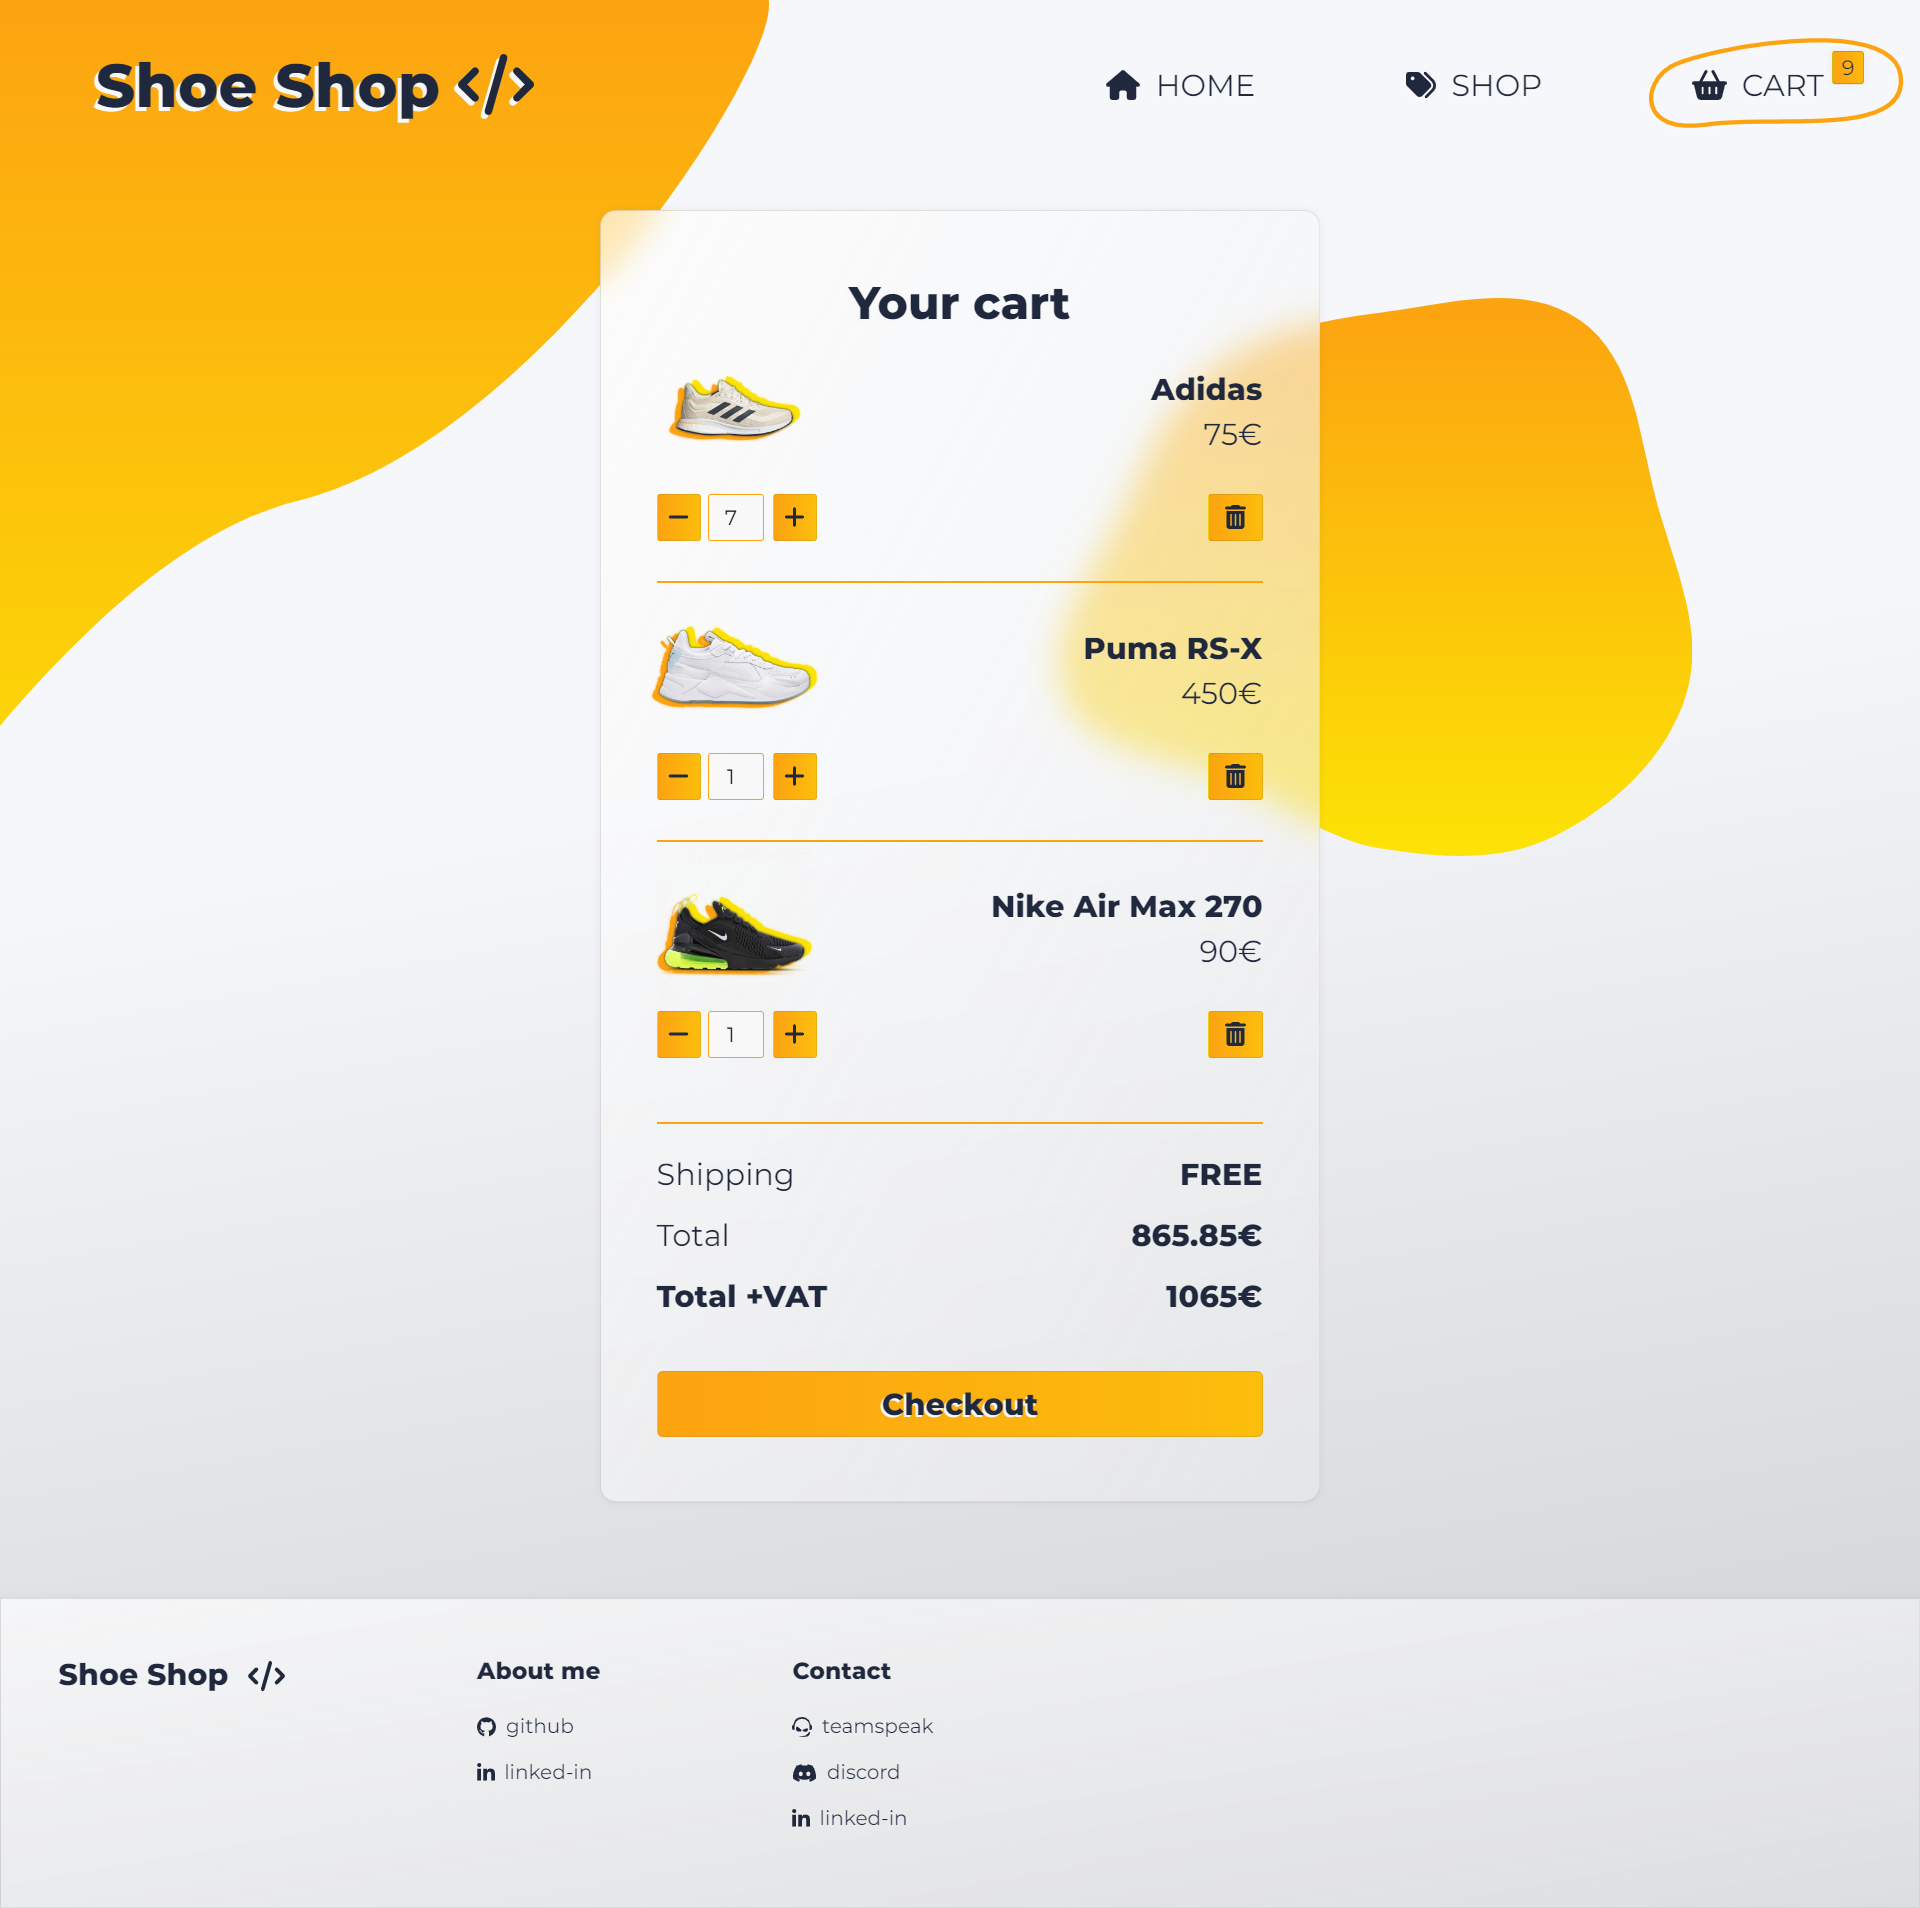 Shoe Shop </>
HOME
SHOP
CART 9
Your cart
Adidas
75€
7
Puma RS-X
450€
1
Nike Air Max 270
90€
1
Shipping FREE
Total 865.85€
Total +VAT 1065€
Checkout
Shoe Shop </>
About me
github
linked-in
Contact
teamspeak
discord
linked-in